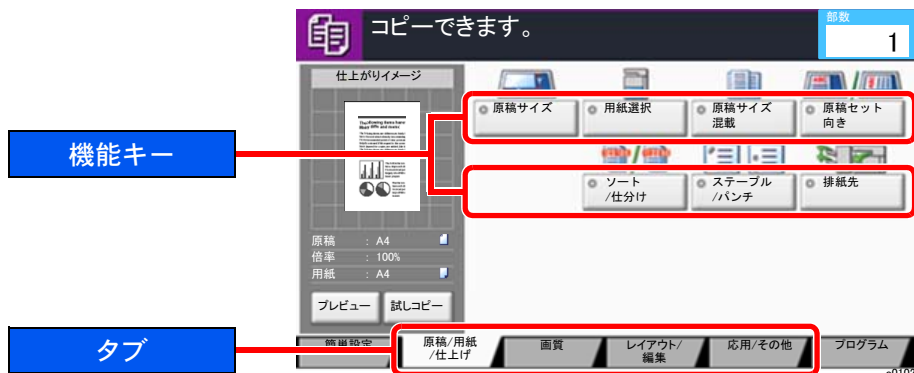 コピーできます。
部数
1
仕上がりイメージ
原稿サイズ
用紙選択
原稿サイズ
混載
原稿セット
向き
機能キー
ソート
/仕分け
ステープル
/パンチ
排紙先
原稿 : A4
倍率 : 100%
用紙 : A4
プレビュー
試しコピー
タブ
簡単設定
原稿/用紙
/仕上げ
画質
レイアウト/
編集
応用/その他
プログラム